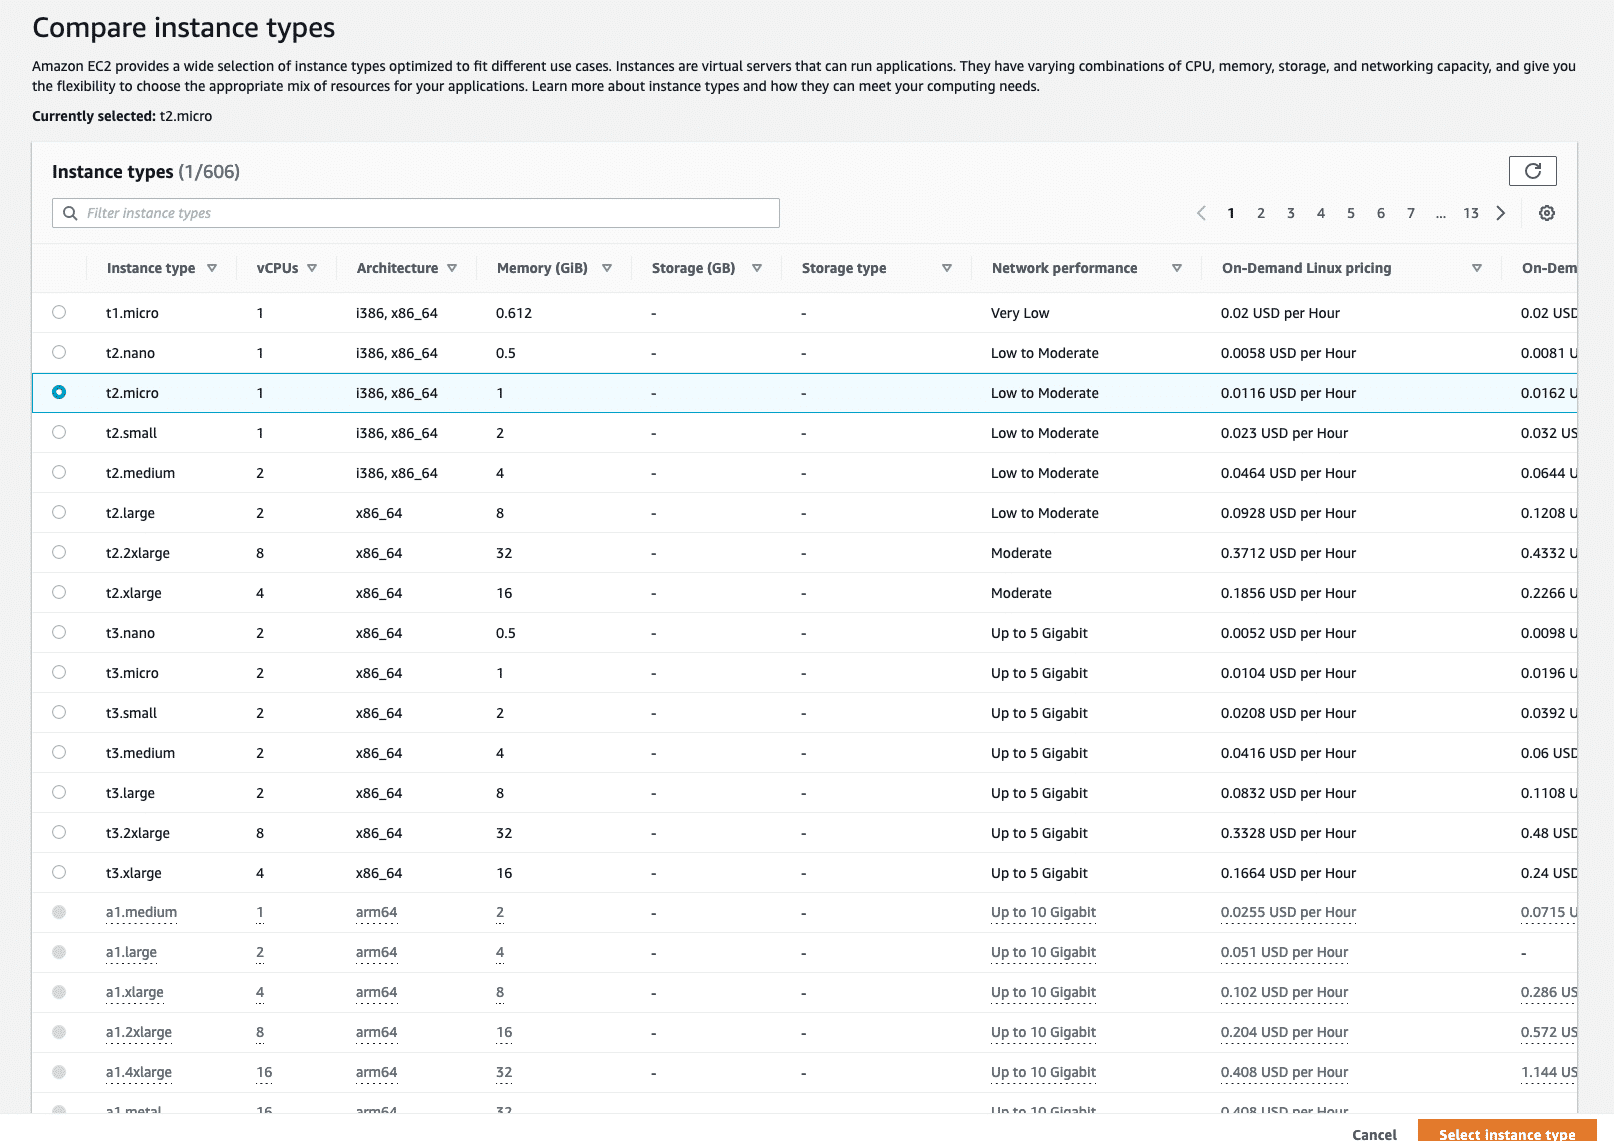 Compare instance types
Amazon EC2 provides a wide selection of instance types optimized to fit different use cases. Instances are virtual servers that can run applications. They have varying combinations of CPU, memory, storage, and networking capacity, and give you
the flexibility to choose the appropriate mix of resources for your applications. Learn more about instance types and how they can meet your computing needs.
Currently selected: t2.micro
Instance types (1/606)
Filter instance types 1 2 3 4 5 6 7 ... 13
Instance type vCPUs Architecture Memory (GiB) Storage (GB) Storage type Network performance On-Demand Linux pricing On-Dem
t1.micro 1 i386, x86_64 0.612 - - Very Low 0.02 USD per Hour 0.02 USD
t2.nano 1 i386, x86_64 0.5 - - Low to Moderate 0.0058 USD per Hour 0.0081 U
t2.micro 1 i386, x86_64 1 - - Low to Moderate 0.0116 USD per Hour 0.0162 U
t2.small 1 i386, x86_64 2 - - Low to Moderate 0.023 USD per Hour 0.032 US
t2.medium 2 i386, x86_64 4 - - Low to Moderate 0.0464 USD per Hour 0.0644 U
t2.large 2 x86_64 8 - - Low to Moderate 0.0928 USD per Hour 0.1208 U
t2.2xlarge 8 x86_64 32 - - Moderate 0.3712 USD per Hour 0.4332 U
t2.xlarge 4 x86_64 16 - - Moderate 0.1856 USD per Hour 0.2266 U
t3.nano 2 x86_64 0.5 - - Up to 5 Gigabit 0.0052 USD per Hour 0.0098 U
t3.micro 2 x86_64 1 - - Up to 5 Gigabit 0.0104 USD per Hour 0.0196 U
t3.small 2 x86_64 2 - - Up to 5 Gigabit 0.0208 USD per Hour 0.0392 U
t3.medium 2 x86_64 4 - - Up to 5 Gigabit 0.0416 USD per Hour 0.06 USD
t3.large 2 x86_64 8 - - Up to 5 Gigabit 0.0832 USD per Hour 0.1108 U
t3.2xlarge 8 x86_64 32 - - Up to 5 Gigabit 0.3328 USD per Hour 0.48 USD
t3.xlarge 4 x86_64 16 - - Up to 5 Gigabit 0.1664 USD per Hour 0.24 USD
a1.medium 1 arm64 2 - - Up to 10 Gigabit 0.0255 USD per Hour 0.0715 U
a1.large 2 arm64 4 - - Up to 10 Gigabit 0.051 USD per Hour -
a1.xlarge 4 arm64 8 - - Up to 10 Gigabit 0.102 USD per Hour 0.286 US
a1.2xlarge 8 arm64 16 - - Up to 10 Gigabit 0.204 USD per Hour 0.572 US
a1.4xlarge 16 arm64 32 - - Up to 10 Gigabit 0.408 USD per Hour 1.144 US
a1.metal 16 arm64 32 Up to 10 Gigabit 0.408 USD per Hour
Cancel Select instance type